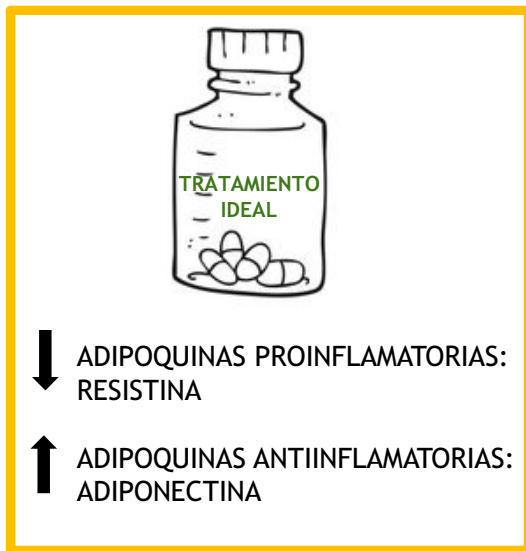 TRATAMIENTO
IDEAL
ADIPOQUINAS PROINFLAMATORIAS:
RESISTINA
ADIPOQUINAS ANTIINFLAMATORIAS:
ADIPONECTINA